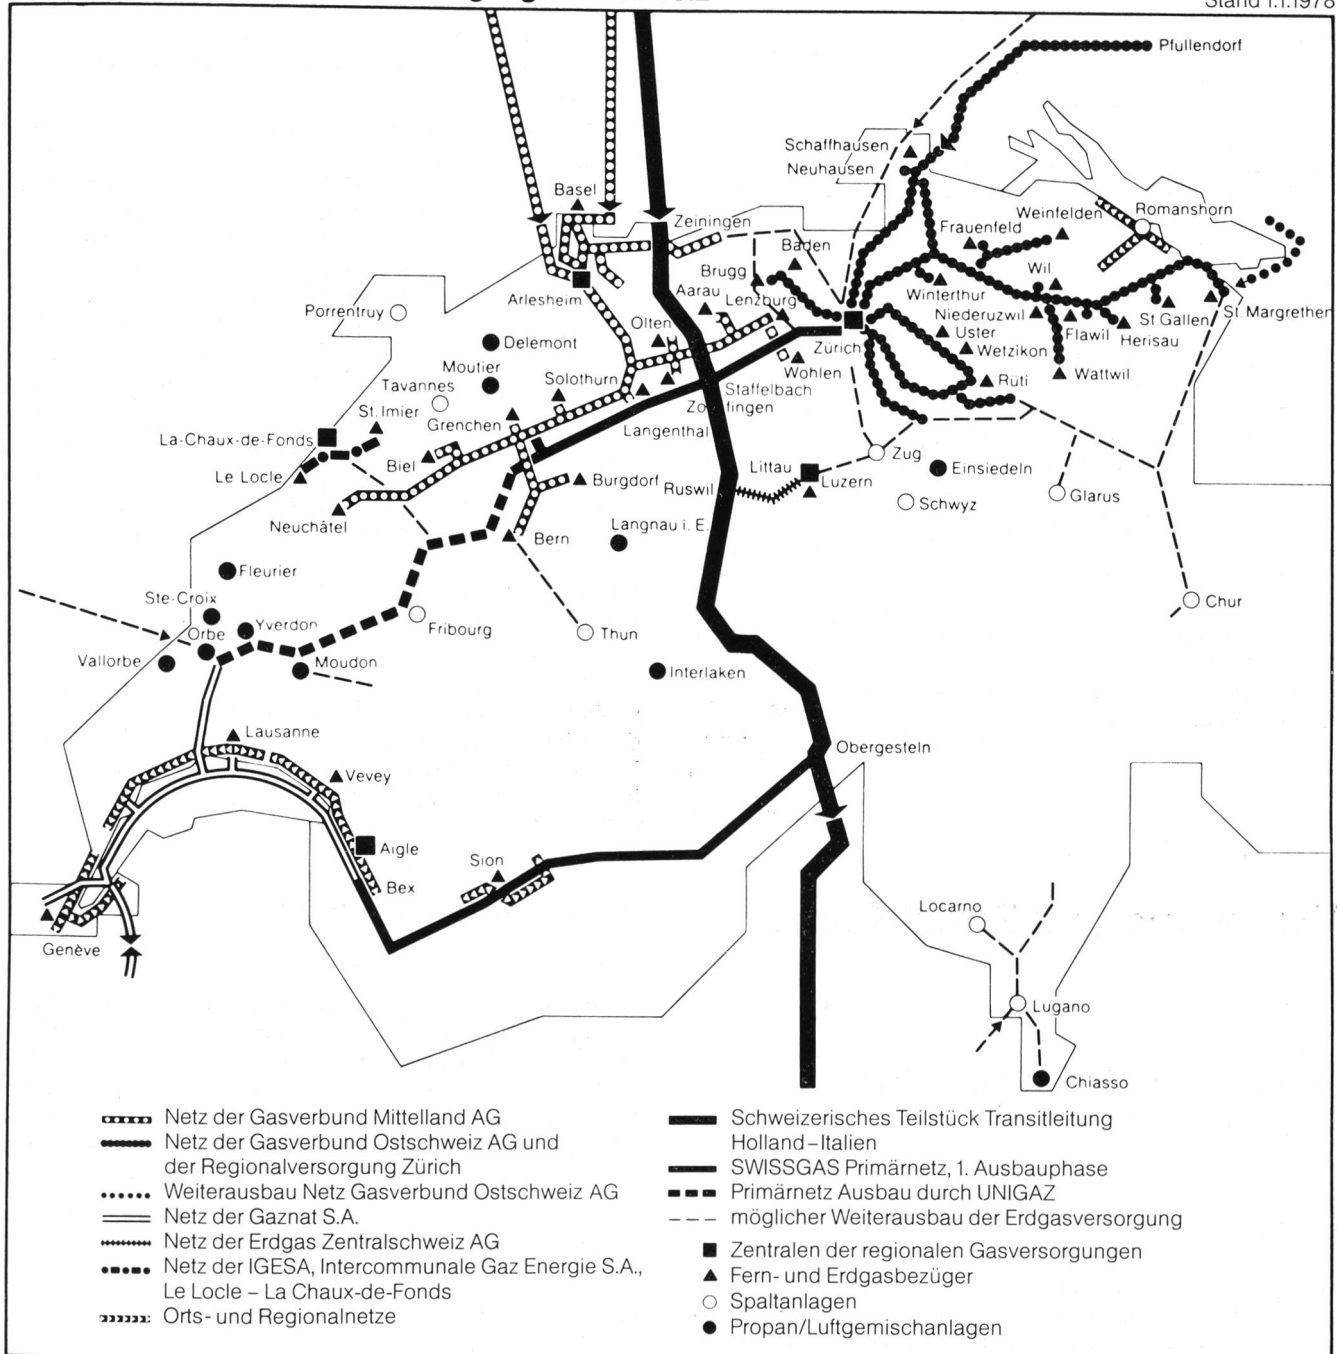 Stand 1.1.1978
Pfullendorf
Schaffhausen
Neuhausen
Basel
Zeiningen
Weinfelden
Romanshorn
Frauenfeld
Baden
Brugg
Wil
Arlesheim
Aarau
Lenzburg
Winterthur
Niederuzwil
St. Gallen
St. Margrethen
Porrentruy
Olten
Zürich
Uster
Flawil
Herisau
Delémont
Wetzikon
Moutier
Wohlen
Solothurn
Staffelbach
Rüti
Wattwil
Tavannes
Zofingen
St. Imier
Grenchen
Langenthal
La-Chaux-de-Fonds
Zug
Biel
Littau
Einsiedeln
Le Locle
Burgdorf
Ruswil
Luzern
Glarus
Schwyz
Neuchâtel
Langnau i. E.
Bern
Fleurier
Ste-Croix
Chur
Orbe
Yverdon
Fribourg
Thun
Vallorbe
Moudon
Interlaken
Lausanne
Obergesteln
Vevey
Aigle
Sion
Bex
Locarno
Genève
Lugano
Chiasso
Netz der Gasverbund Mittelland AG
Netz der Gasverbund Ostschweiz AG und
der Regionalversorgung Zürich
Weiterausbau Netz Gasverbund Ostschweiz AG
Netz der Gaznat S.A.
Netz der Erdgas Zentralschweiz AG
Netz der IGESA, Intercommunale Gaz Energie S.A.,
Le Locle – La Chaux-de-Fonds
Orts- und Regionalnetze
Schweizerisches Teilstück Transitleitung
Holland–Italien
SWISSGAS Primärnetz, 1. Ausbauphase
Primärnetz Ausbau durch UNIGAZ
möglicher Weiterausbau der Erdgasversorgung
Zentralen der regionalen Gasversorgungen
Fern- und Erdgasbezüger
Spaltanlagen
Propan/Luftgemischanlagen